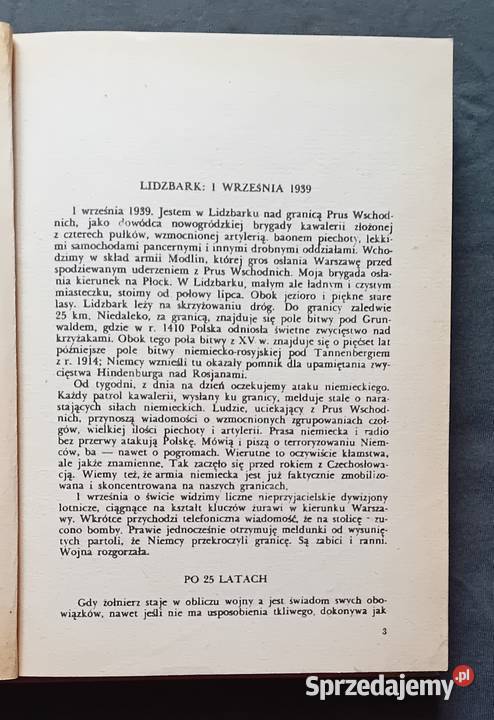 LIDZBARK: 1 WRZEŚNIA 1939
1 września 1939. Jestem w Lidzbarku nad granicą Prus Wschod-
nich, jako dowódca nowogródzkiej brygady kawalerii złożonej
z czterech pułków, wzmocnionej artylerią, baonem piechoty, lekki-
mi samochodami pancernymi i innymi drobnymi oddziałami. Wcho-
dzimy w skład armii Modlin, której gros osłania Warszawę przed
spodziewanym uderzeniem z Prus Wschodnich. Moja brygada osła-
nia kierunek na Płock. W Lidzbarku, małym ale ładnym i czystym
miasteczku, stoimy od połowy lipca. Obok jezioro i piękne stare
lasy. Lidzbark leży na skrzyżowaniu dróg. Do granicy zaledwie
25 km. Niedaleko, za granicą, znajduje się pole bitwy pod Grun-
waldem, gdzie w r. 1410 Polska odniosła świetne zwycięstwo nad
krzyżakami. Obok tego pola bitwy z XV w. znajduje się o pięćset lat
późniejsze pole bitwy niemiecko-rosyjskiej pod Tannenbergiem
z r. 1914; Niemcy wznieśli tu okazały pomnik dla upamiętania zwy-
cięstwa Hindenburga nad Rosjanami.
Od tygodni, z dnia na dzień oczekujemy ataku niemieckiego.
Każdy patrol kawalerii, wysłany ku granicy, melduje stale o nara-
stających siłach niemieckich. Ludzie, uciekający z Prus Wschod-
nich, przynoszą wiadomości o wzmocnionych zgrupowaniach czoł-
gów, wielkiej ilości piechoty i artylerii. Prasa niemiecka i radio
bez przerwy atakują Polskę. Mówią i piszą o terroryzowaniu Niem-
ców, ba — nawet o pogromach. Wierutne to oczywiście kłamstwa,
ale jakże znamienne. Tak zaczęło się przed rokiem z Czechosłowa-
cją. Wiemy też, że armia niemiecka jest już faktycznie zmobilizo-
wana i skoncentrowana na naszych granicach.
1 września o świcie widzimy liczne nieprzyjacielskie dywizjony
lotnicze, ciągnące na kształt kluczów żurawi w kierunku Warsza-
wy. Wkrótce przychodzi telefoniczna wiadomość, że na stolicę zrzu-
cono bomby. Prawie jednocześnie otrzymuję meldunki od wysunię-
tych partoli, że Niemcy przekroczyli granicę. Są zabici i ranni.
Wojna rozgorzała.
PO 25 LATACH
Gdy żołnierz staje w obliczu wojny a jest świadom swych obo-
wiązków, nawet jeśli nie ma usposobienia tkliwego, dokonywa jak
3
Sprzedajemy.pl